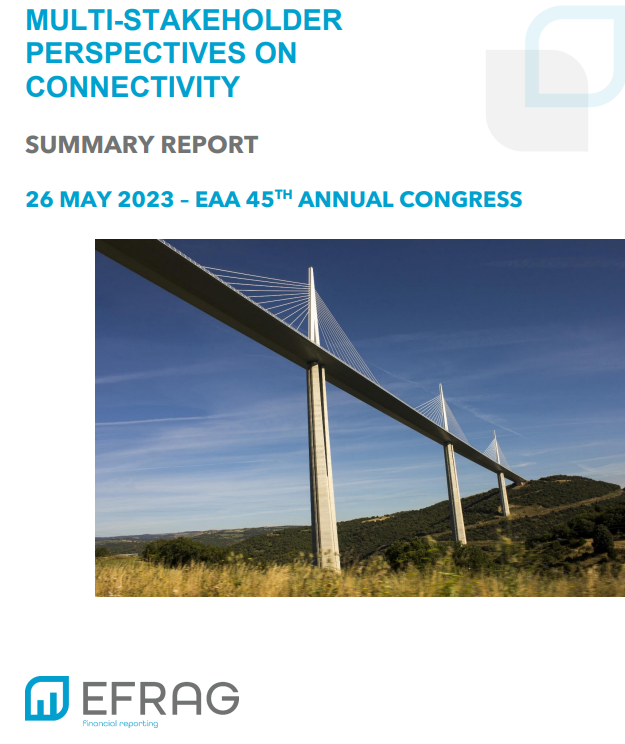 MULTI-STAKEHOLDER
PERSPECTIVES ON
CONNECTIVITY
SUMMARY REPORT
26 MAY 2023 – EAA 45TH ANNUAL CONGRESS
EFRAG
Financial reporting